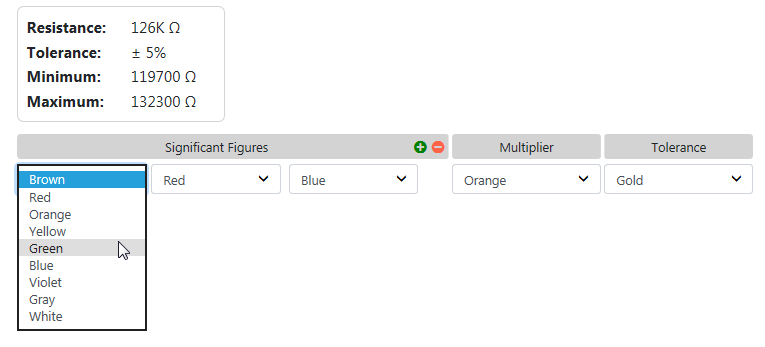 Resistance: 126K Ω
Tolerance: ± 5%
Minimum: 119700 Ω
Maximum: 132300 Ω
Significant Figures Multiplier Tolerance
Red Blue Orange Gold
Brown
Red
Orange
Yellow
Green
Blue
Violet
Gray
White